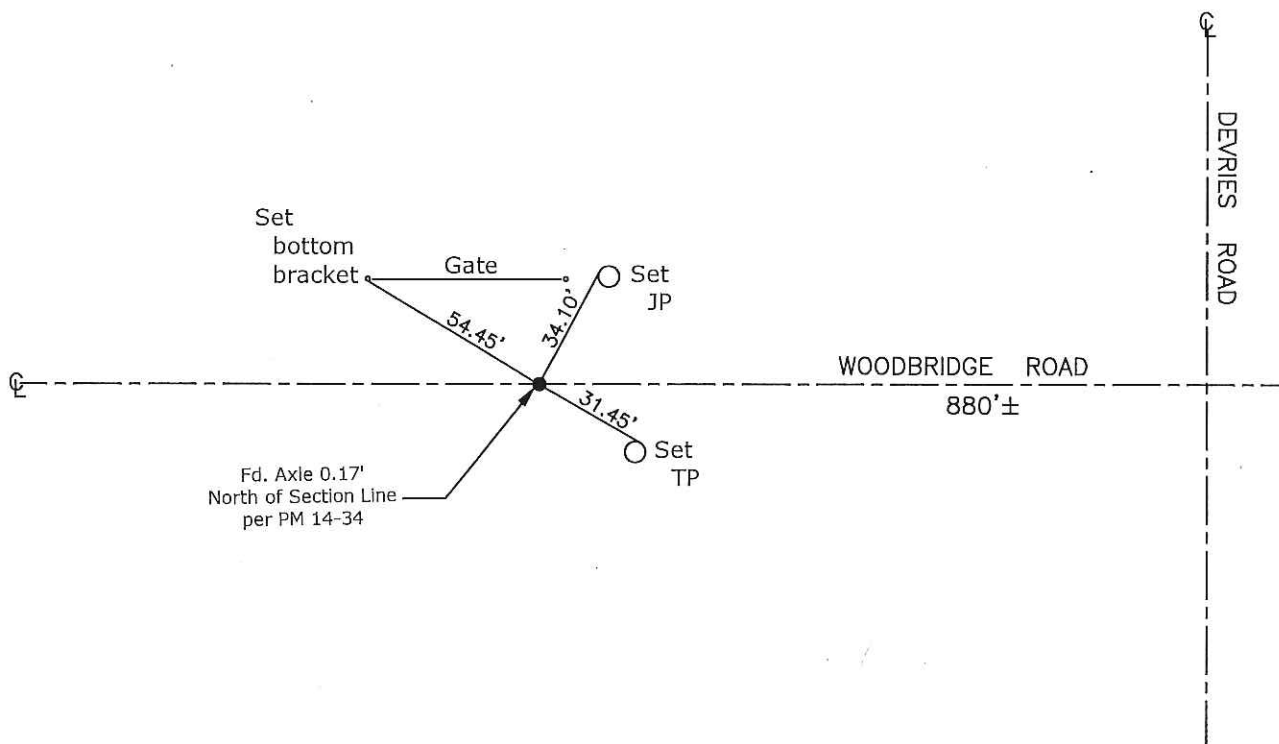 ℄
DEVRIES ROAD
Set
bottom
bracket
Gate
Set
JP
54.45'
34.10'
℄
WOODBRIDGE ROAD
880'±
31.45'
Set
TP
Fd. Axle 0.17'
North of Section Line
per PM 14-34